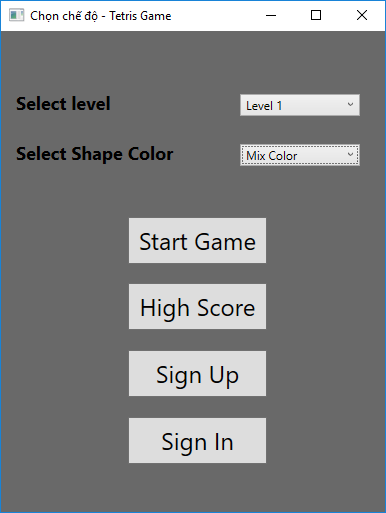 Chọn chế độ - Tetris Game
Select level
Level 1
Select Shape Color
Mix Color
Start Game
High Score
Sign Up
Sign In